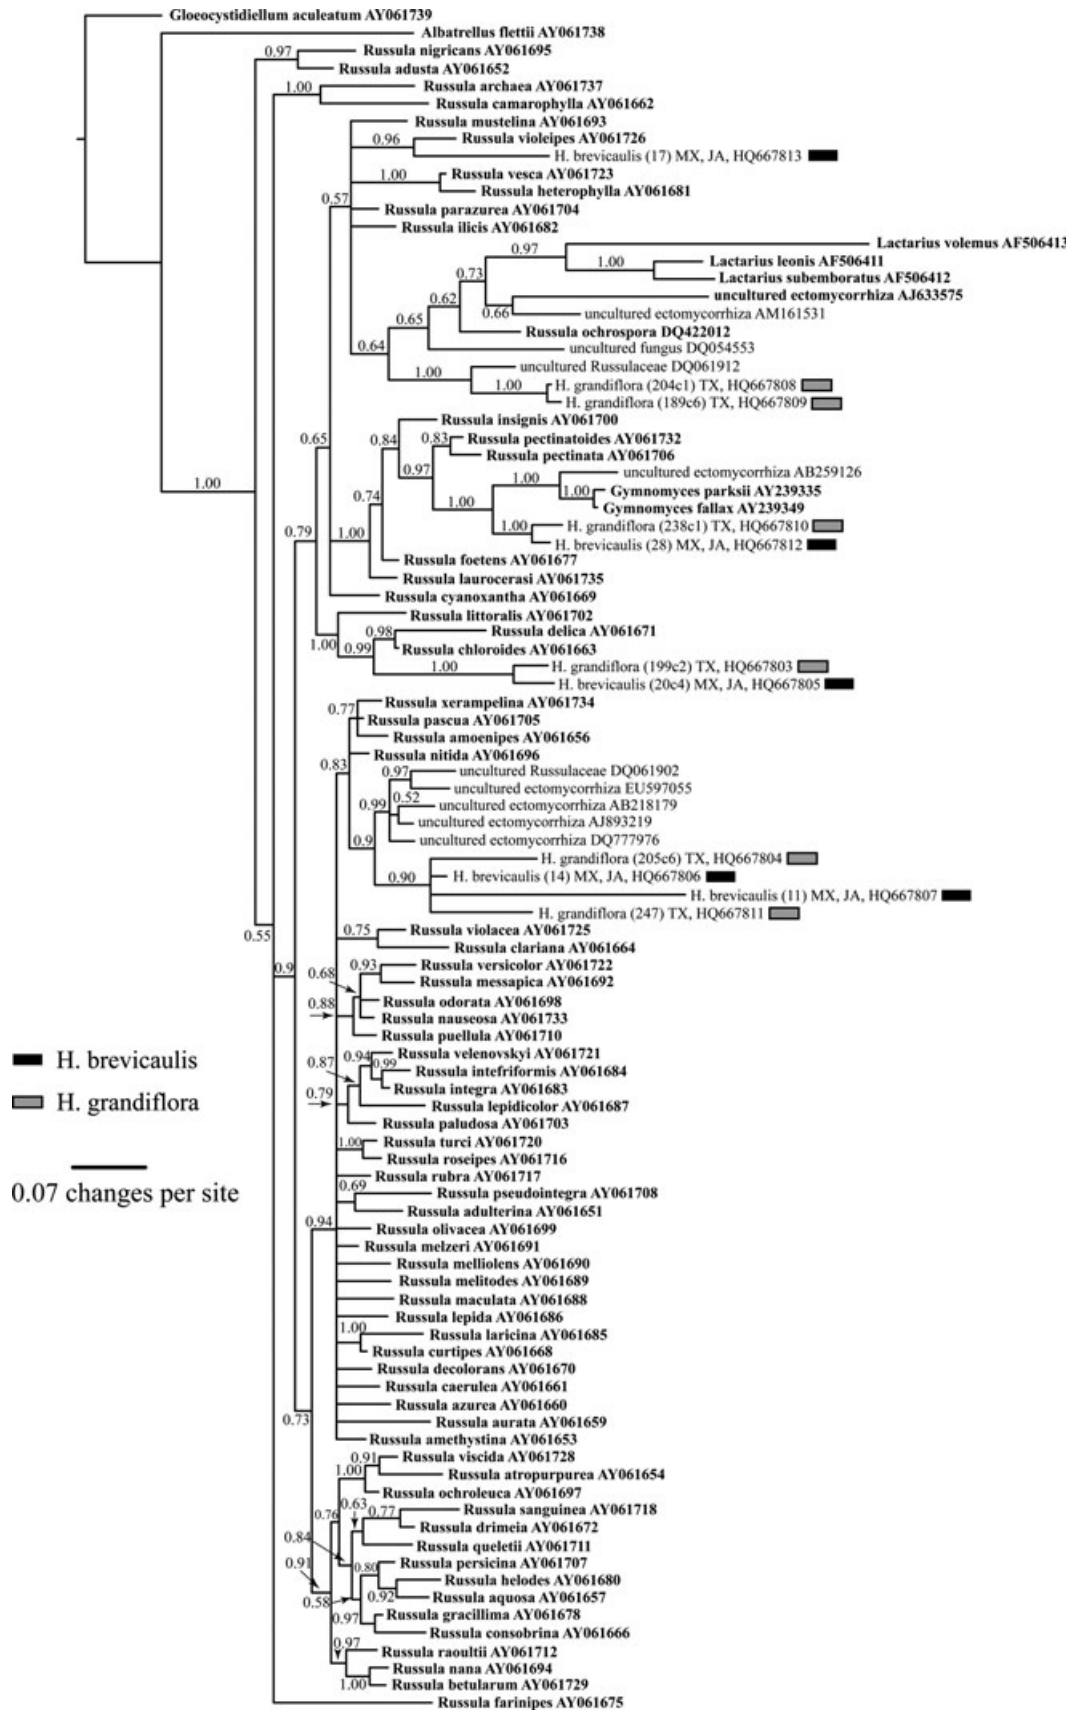 Gloeocystidiellum aculeatum AY061739
Albatrellus flettii AY061738
Russula nigricans AY061695
0.97
Russula adusta AY061652
Russula archaea AY061737
1.00
Russula camarophylla AY061662
Russula mustelina AY061693
Russula violeipes AY061726
0.96
H. brevicaulis (17) MX, JA, HQ667813
Russula vesca AY061723
1.00
Russula heterophylla AY061681
0.57
Russula parazurea AY061704
Russula ilicis AY061682
Lactarius volemus AF506413
0.97
Lactarius leonis AF506411
1.00
Lactarius subemboratus AF506412
0.73
uncultured ectomycorrhiza AJ633575
0.62
0.66
uncultured ectomycorrhiza AM161531
0.65
Russula ochrospora DQ422012
0.64
uncultured fungus DQ054553
uncultured Russulaceae DQ061912
1.00
H. grandiflora (204c1) TX, HQ667808
1.00
H. grandiflora (189c6) TX, HQ667809
Russula insignis AY061700
0.65
0.84
0.83
Russula pectinatoides AY061732
Russula pectinata AY061706
0.97
uncultured ectomycorrhiza AB259126
1.00
1.00
Gymnomyces parksii AY239335
1.00
0.74
1.00
Gymnomyces fallax AY239349
H. grandiflora (238c1) TX, HQ667810
0.79
1.00
1.00
H. brevicaulis (28) MX, JA, HQ667812
Russula foetens AY061677
Russula laurocerasi AY061735
Russula cyanoxantha AY061669
Russula littoralis AY061702
0.98
Russula delica AY061671
1.00
0.99
Russula chloroides AY061663
1.00
H. grandiflora (199c2) TX, HQ667803
H. brevicaulis (20c4) MX, JA, HQ667805
Russula xerampelina AY061734
0.77
Russula pascua AY061705
Russula amoenipes AY061656
Russula nitida AY061696
0.83
0.97
uncultured Russulaceae DQ061902
uncultured ectomycorrhiza EU597055
0.99
0.52
uncultured ectomycorrhiza AB218179
uncultured ectomycorrhiza AJ893219
0.9
uncultured ectomycorrhiza DQ777976
H. grandiflora (205c6) TX, HQ667804
0.90
H. brevicaulis (14) MX, JA, HQ667806
H. brevicaulis (11) MX, JA, HQ667807
H. grandiflora (247) TX, HQ667811
0.55
0.75
Russula violacea AY061725
Russula clariana AY061664
0.9
0.68
0.93
Russula versicolor AY061722
Russula messapica AY061692
0.88
Russula odorata AY061698
Russula nauseosa AY061733
Russula puellula AY061710
0.87
0.94
Russula velenovskyi AY061721
0.99
Russula intefriformis AY061684
0.79
Russula integra AY061683
Russula lepidicolor AY061687
Russula paludosa AY061703
1.00
Russula turci AY061720
Russula roseipes AY061716
Russula rubra AY061717
0.69
Russula pseudointegra AY061708
Russula adulterina AY061651
0.94
Russula olivacea AY061699
Russula melzeri AY061691
Russula melliolens AY061690
Russula melitodes AY061689
Russula maculata AY061688
Russula lepida AY061686
1.00
Russula laricina AY061685
Russula curtipes AY061668
Russula decolorans AY061670
Russula caerulea AY061661
Russula azurea AY061660
0.73
Russula aurata AY061659
Russula amethystina AY061653
0.91
Russula viscida AY061728
1.00
Russula atropurpurea AY061654
Russula ochroleuca AY061697
0.76
0.63
0.77
Russula sanguinea AY061718
Russula drimeia AY061672
0.84
Russula queletii AY061711
0.91
0.80
Russula persicina AY061707
Russula helodes AY061680
0.58
0.92
Russula aquosa AY061657
0.97
Russula gracillima AY061678
Russula consobrina AY061666
0.97
Russula raoultii AY061712
Russula nana AY061694
1.00
Russula betularum AY061729
Russula farinipes AY061675
H. brevicaulis
H. grandiflora
0.07 changes per site